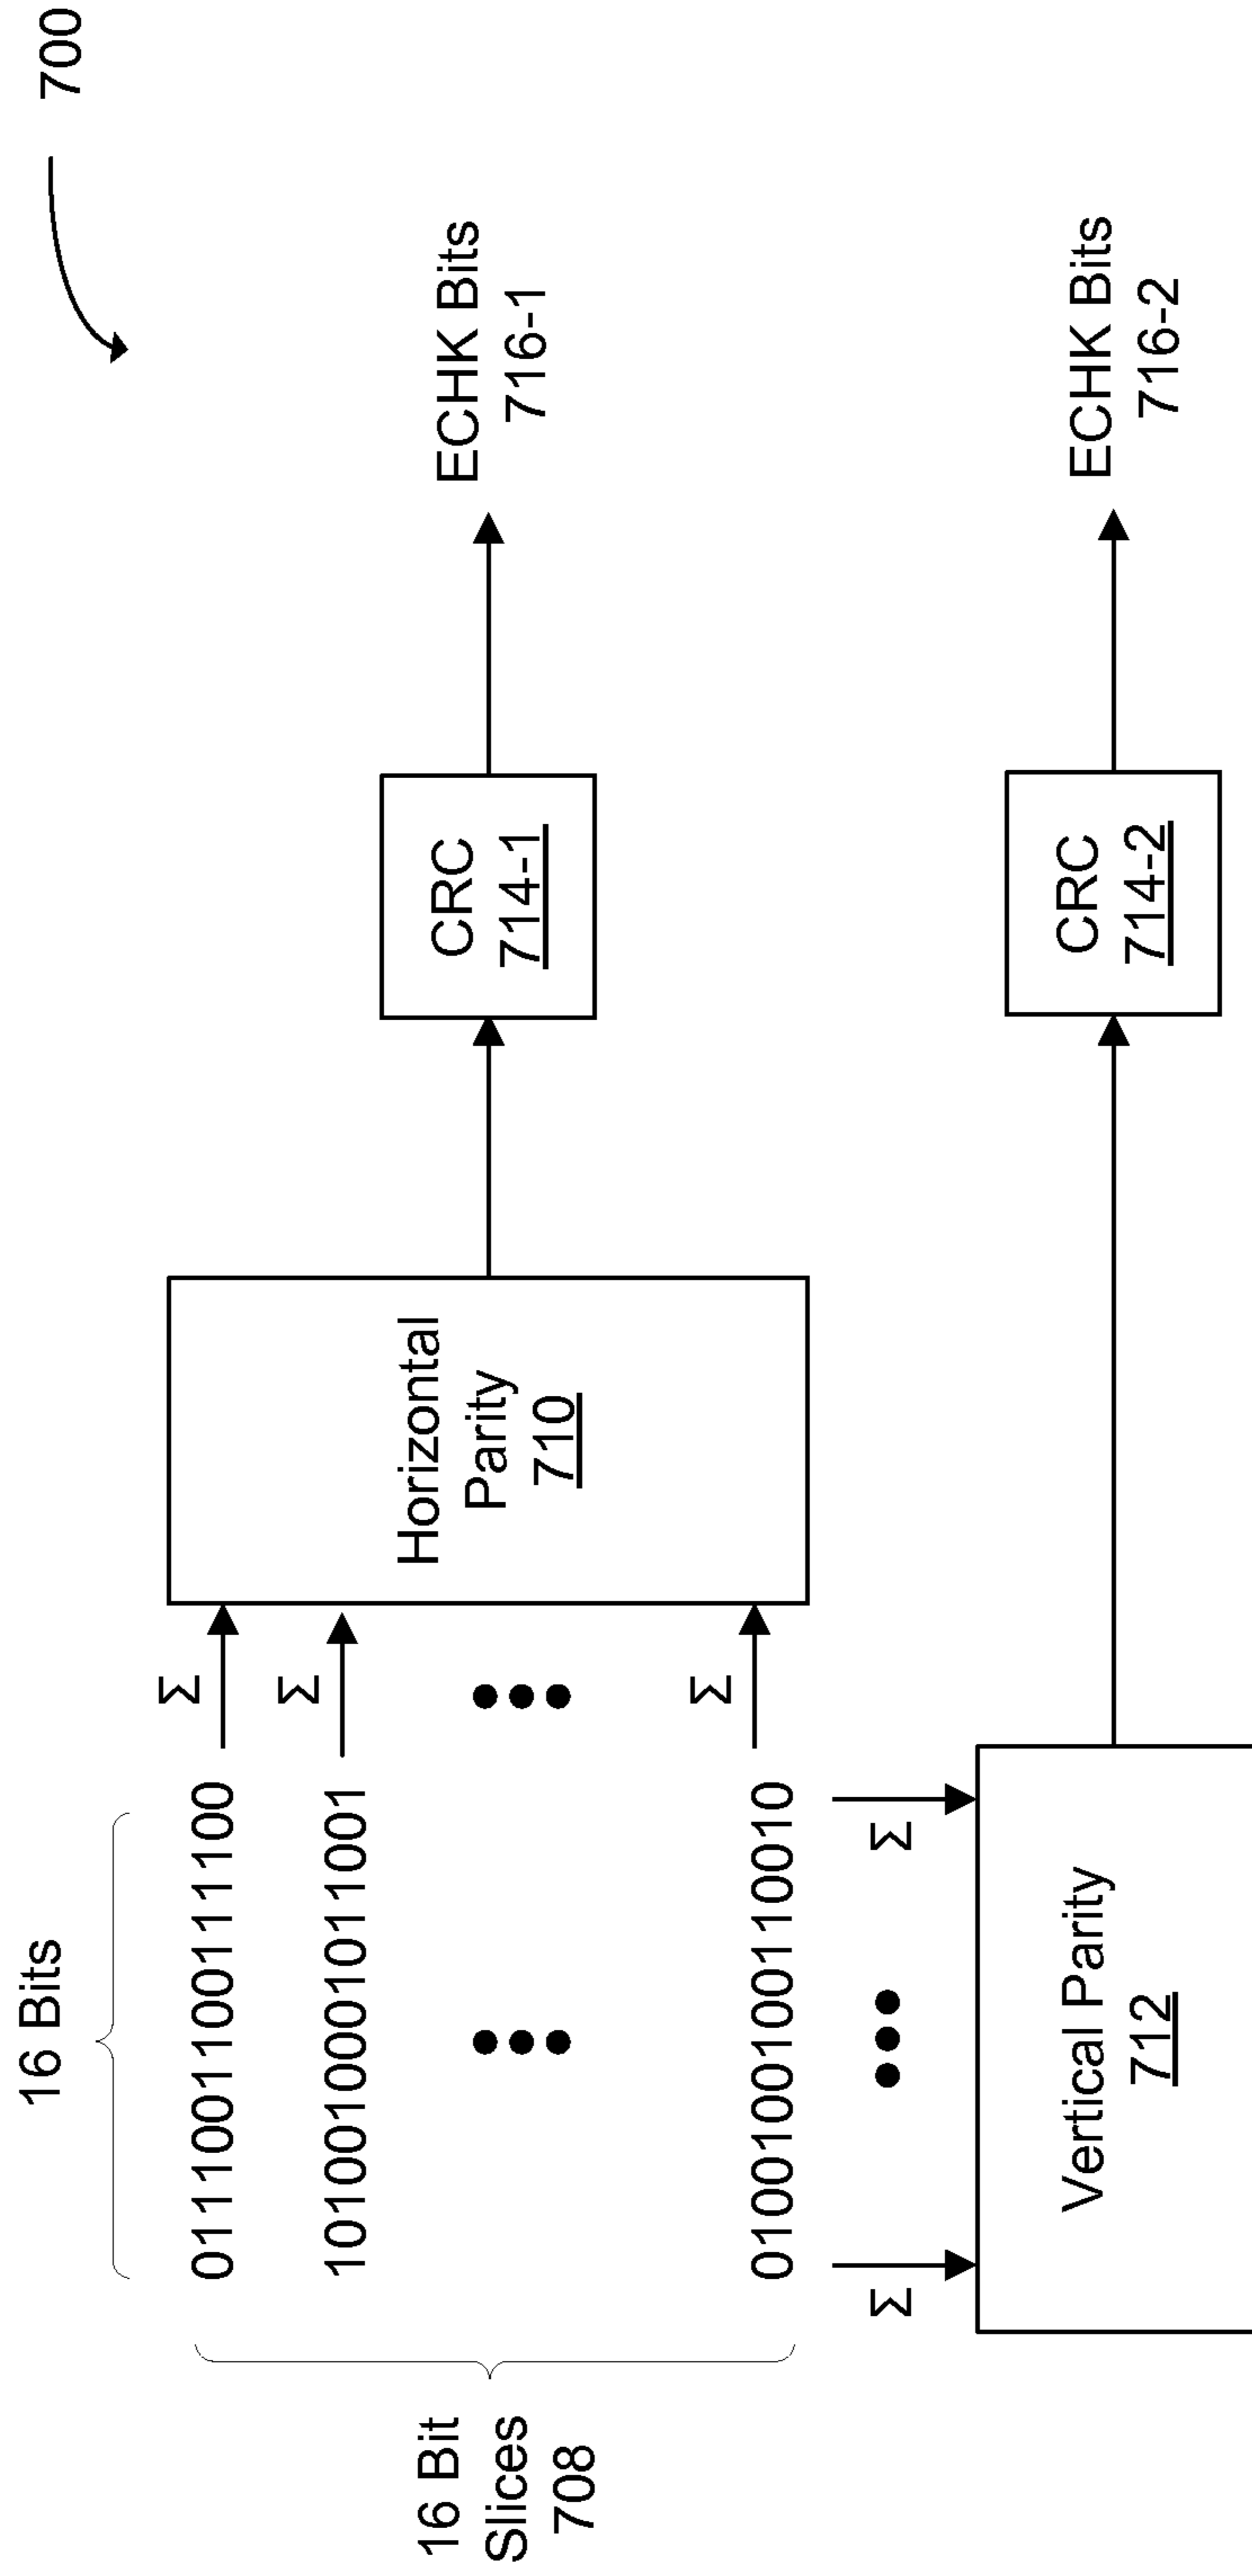 700
16 Bits
0111001100111100
Σ
1010010001011001
Σ
16 Bit
Slices
708
Horizontal
Parity
710
CRC
714-1
ECHK Bits
716-1
0100100100110010
Σ
Σ
Σ
Vertical Parity
712
CRC
714-2
ECHK Bits
716-2